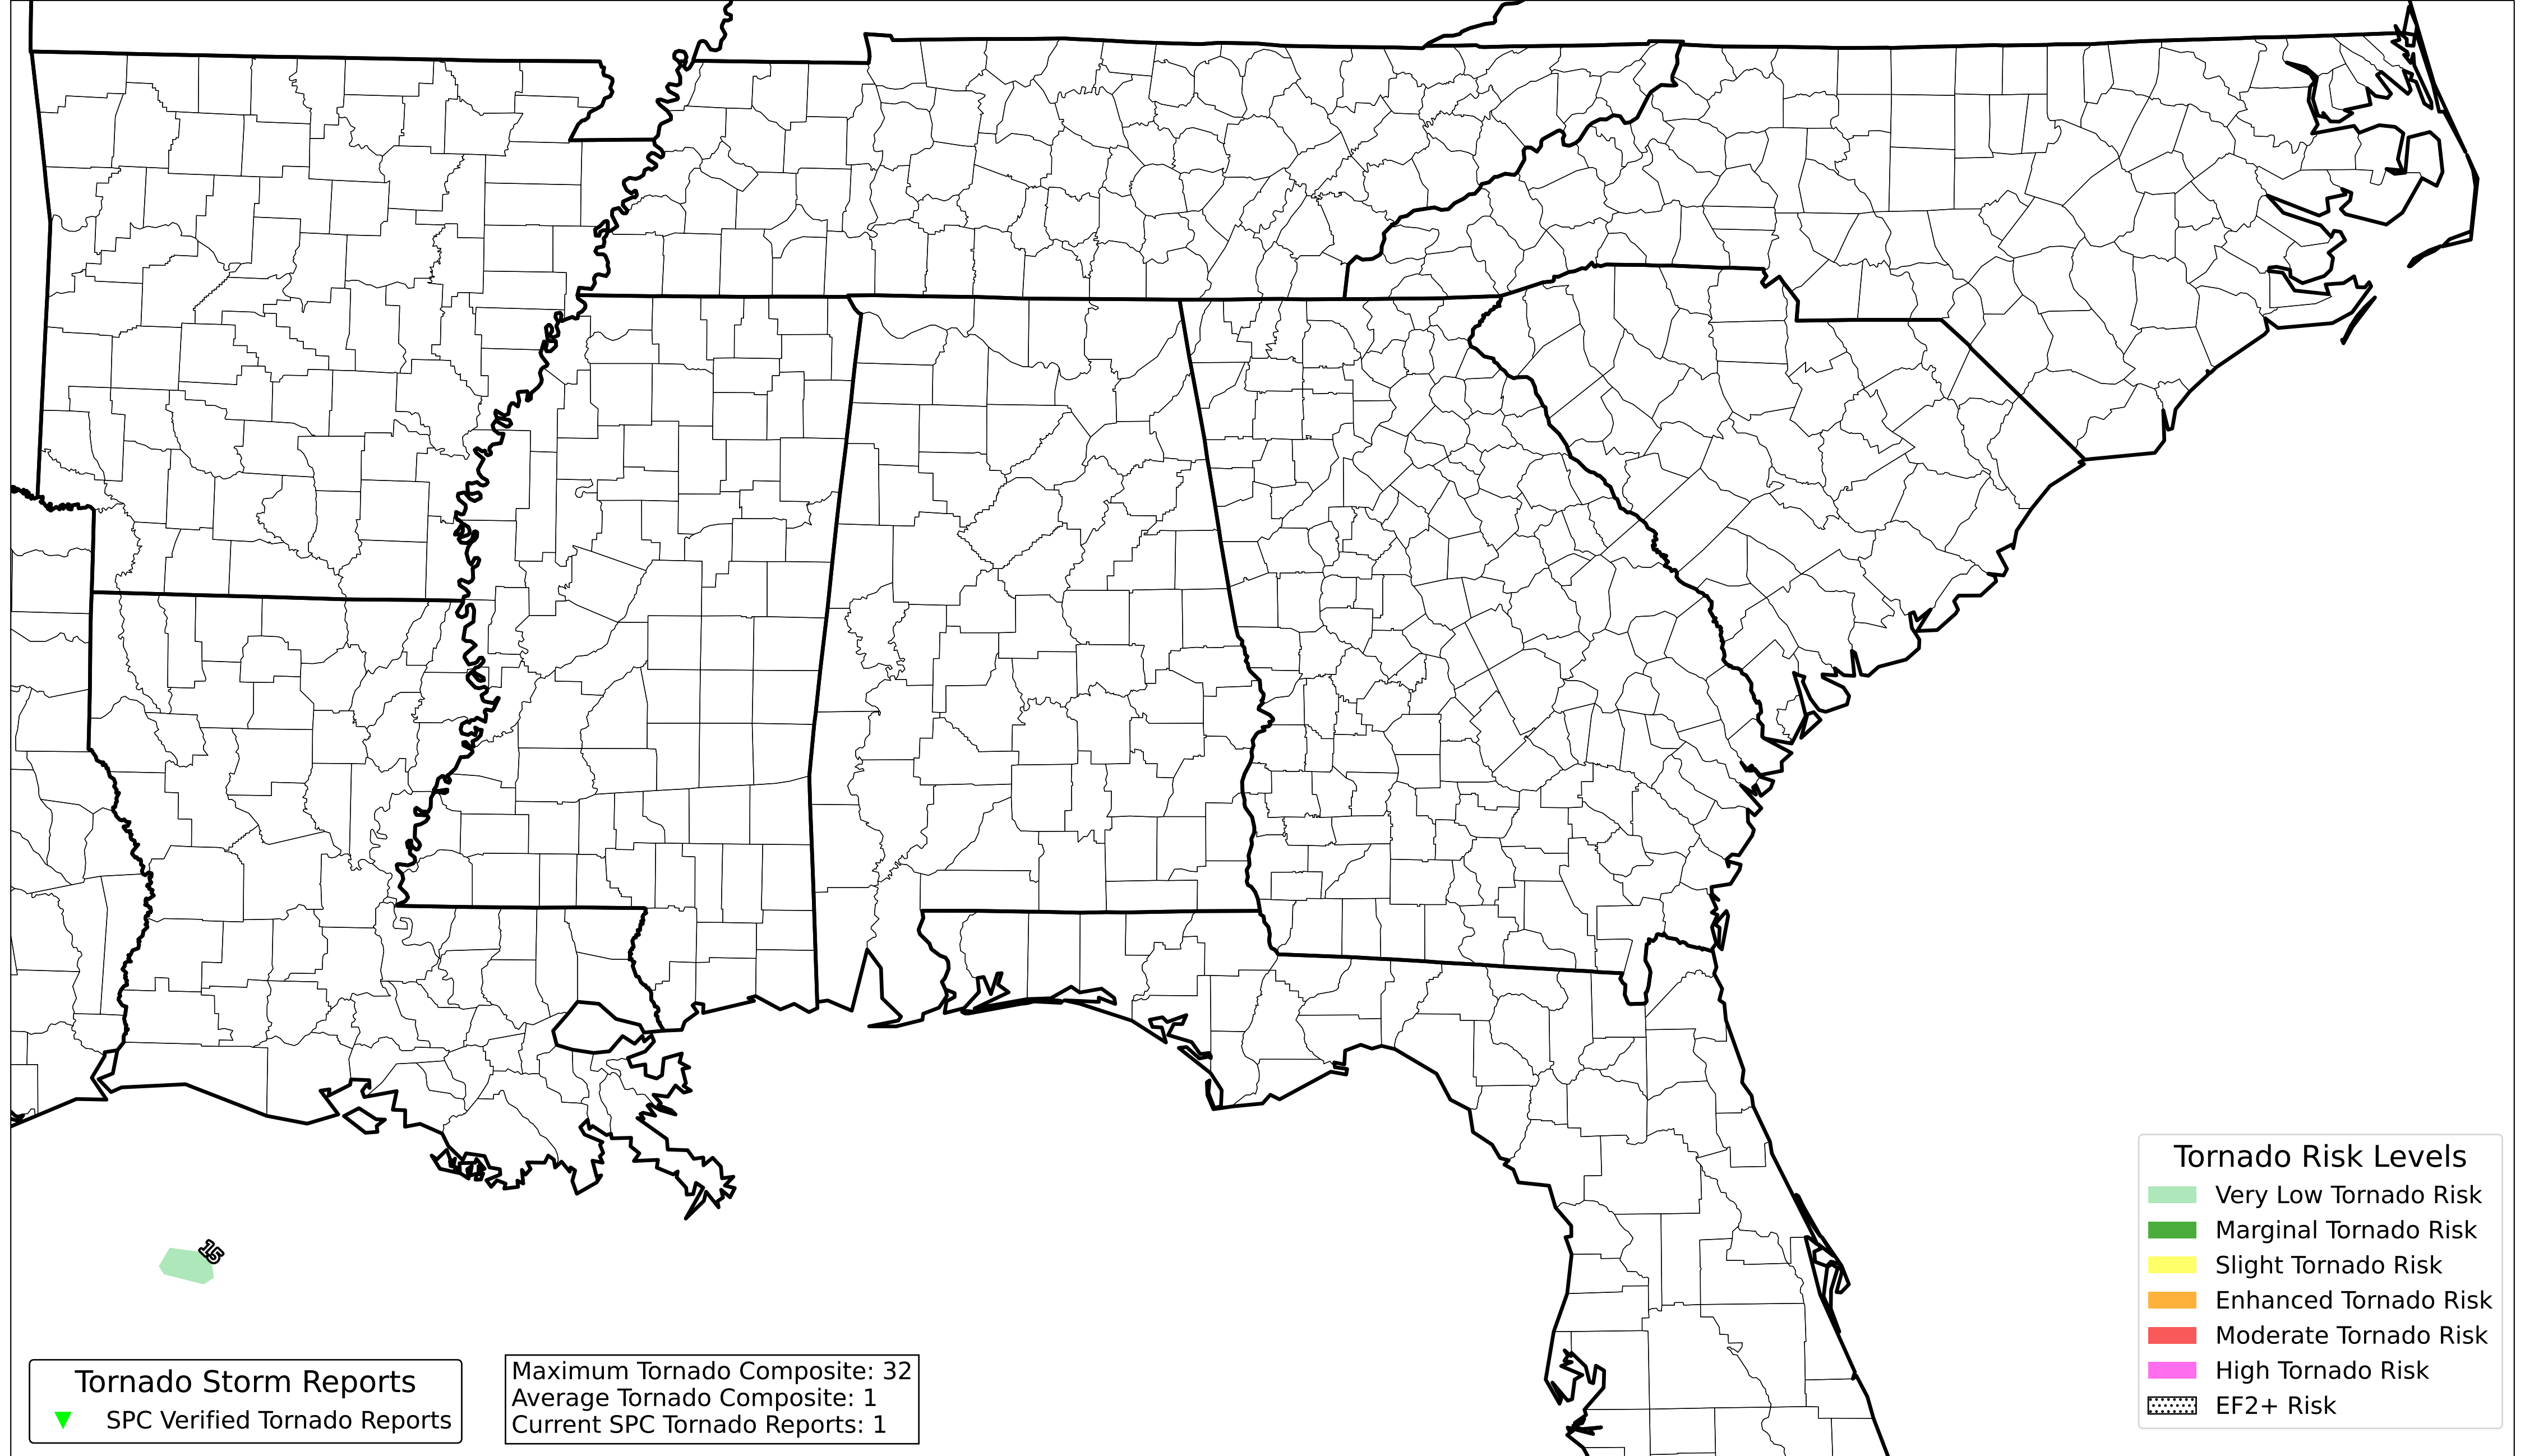 15
Tornado Storm Reports
SPC Verified Tornado Reports
Maximum Tornado Composite: 32
Average Tornado Composite: 1
Current SPC Tornado Reports: 1
Tornado Risk Levels
Very Low Tornado Risk
Marginal Tornado Risk
Slight Tornado Risk
Enhanced Tornado Risk
Moderate Tornado Risk
High Tornado Risk
EF2+ Risk